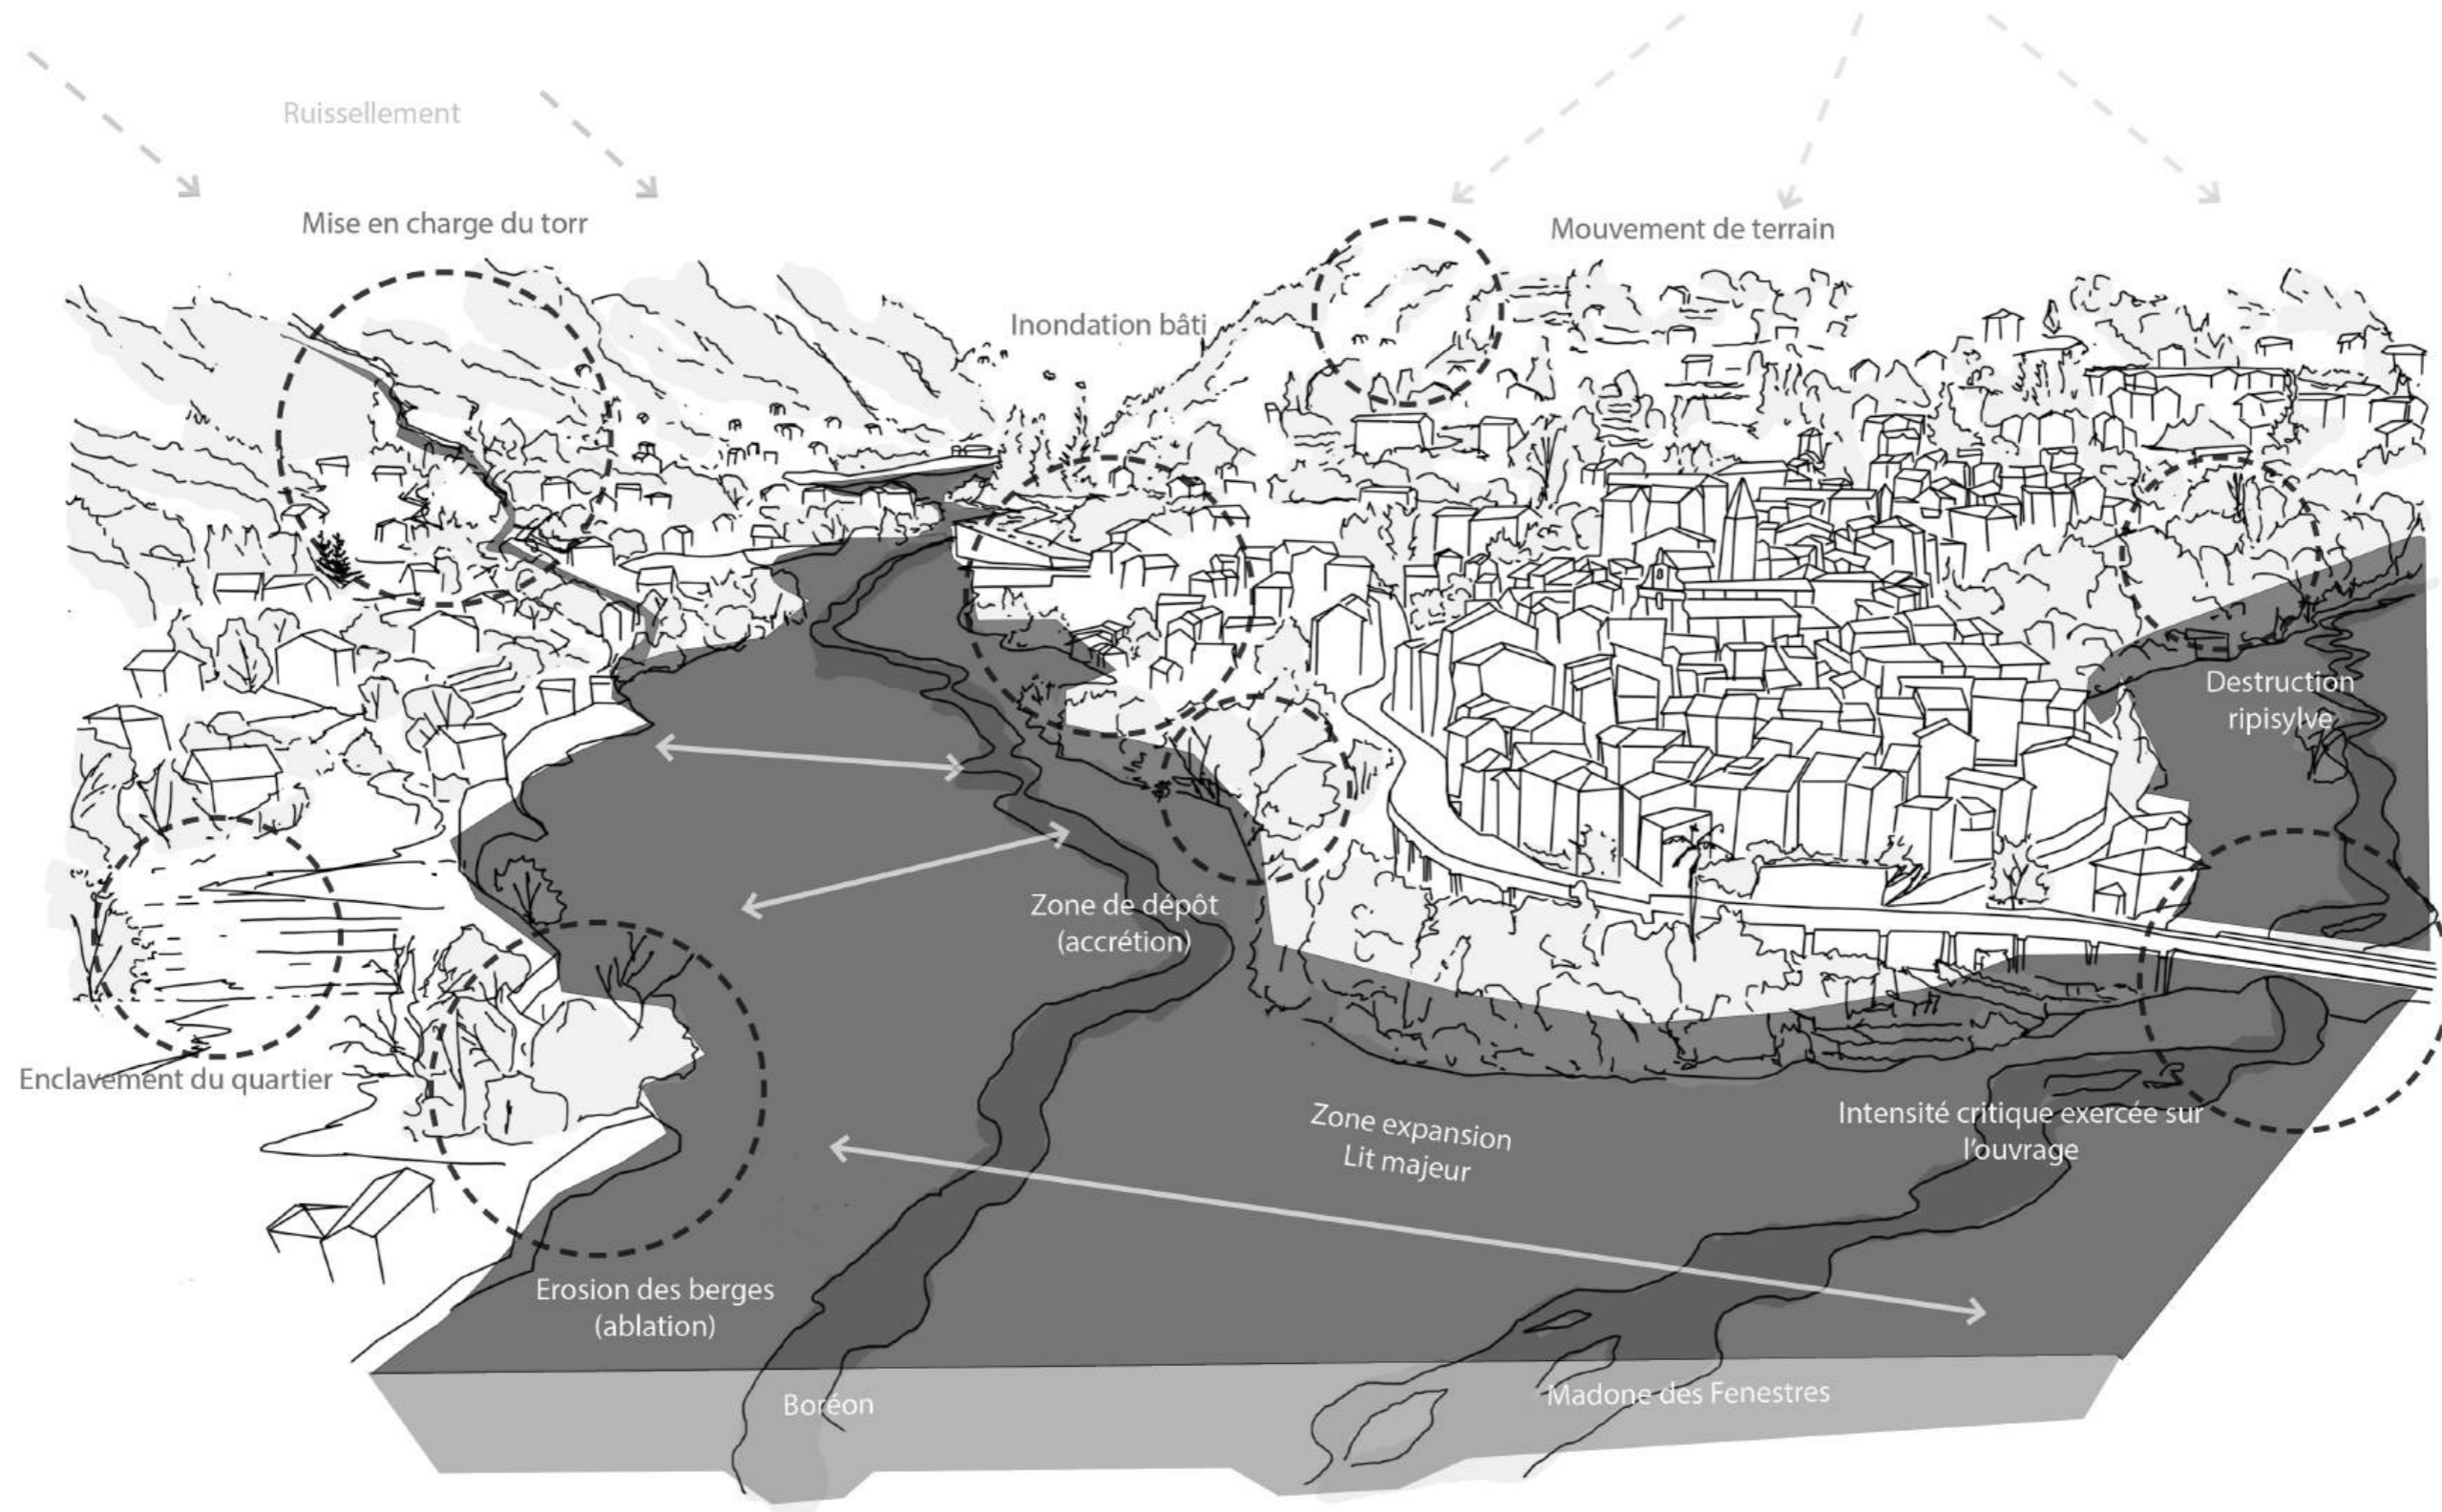 Ruissellement
Mise en charge du torr
Mouvement de terrain
Inondation bâti
Destruction
ripisylve
Zone de dépôt
(accrétion)
Enclavement du quartier
Zone expansion
Lit majeur
Intensité critique exercée sur
l'ouvrage
Erosion des berges
(ablation)
Boréon
Madone des Fenestres